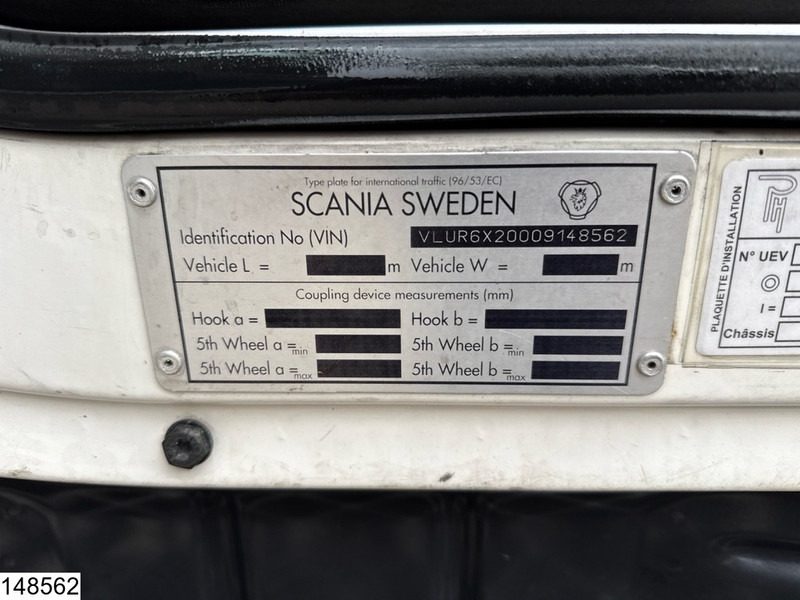 Type plate for international traffic (96/53/EC)
SCANIA SWEDEN
Identification No (VIN) VLUR6X20009148562
Vehicle L = m Vehicle W = m
Coupling device measurements (mm)
Hook a = Hook b =
5th Wheel a = min 5th Wheel b = min
5th Wheel a = max 5th Wheel b = max
PLAQUETTE D'INSTALLATION
N° UEV
I =
Châssis
148562